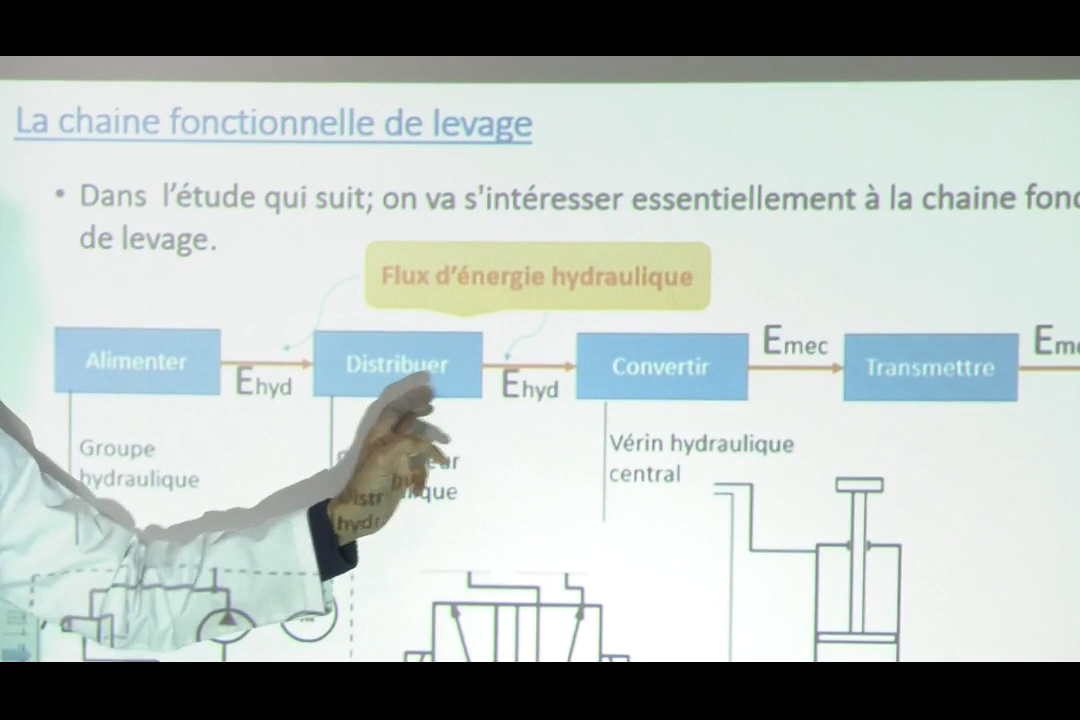 La chaine fonctionnelle de levage
• Dans l’étude qui suit; on va s'intéresser essentiellement à la chaine
de levage.
Flux d’énergie hydraulique
Alimenter
Ehyd
Distribuer
Ehyd
Convertir
Emec
Transmettre
Groupe
hydraulique
Vérin hydraulique
central